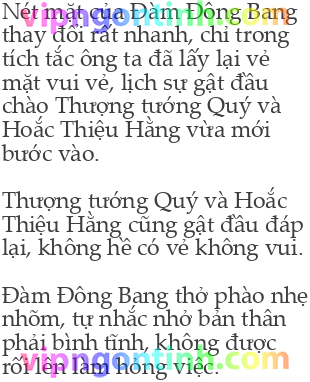 Nét mặt của Đàm Đông Bang
thay đổi rất nhanh, chỉ trong
tích tắc ông ta đã lấy lại vẻ
mặt vui vẻ, lịch sự gật đầu
chào Thượng tướng Quý và
Hoắc Thiệu Hằng vừa mới
bước vào.
Thượng tướng Quý và Hoắc
Thiệu Hằng cũng gật đầu đáp
lại, không hề có vẻ không vui.
Đàm Đông Bang thở phào nhẹ
nhõm, tự nhắc nhở bản thân
phải bình tĩnh, không được
rối lên làm hỏng việc.
vipngontinh.com
vipngontinh.com